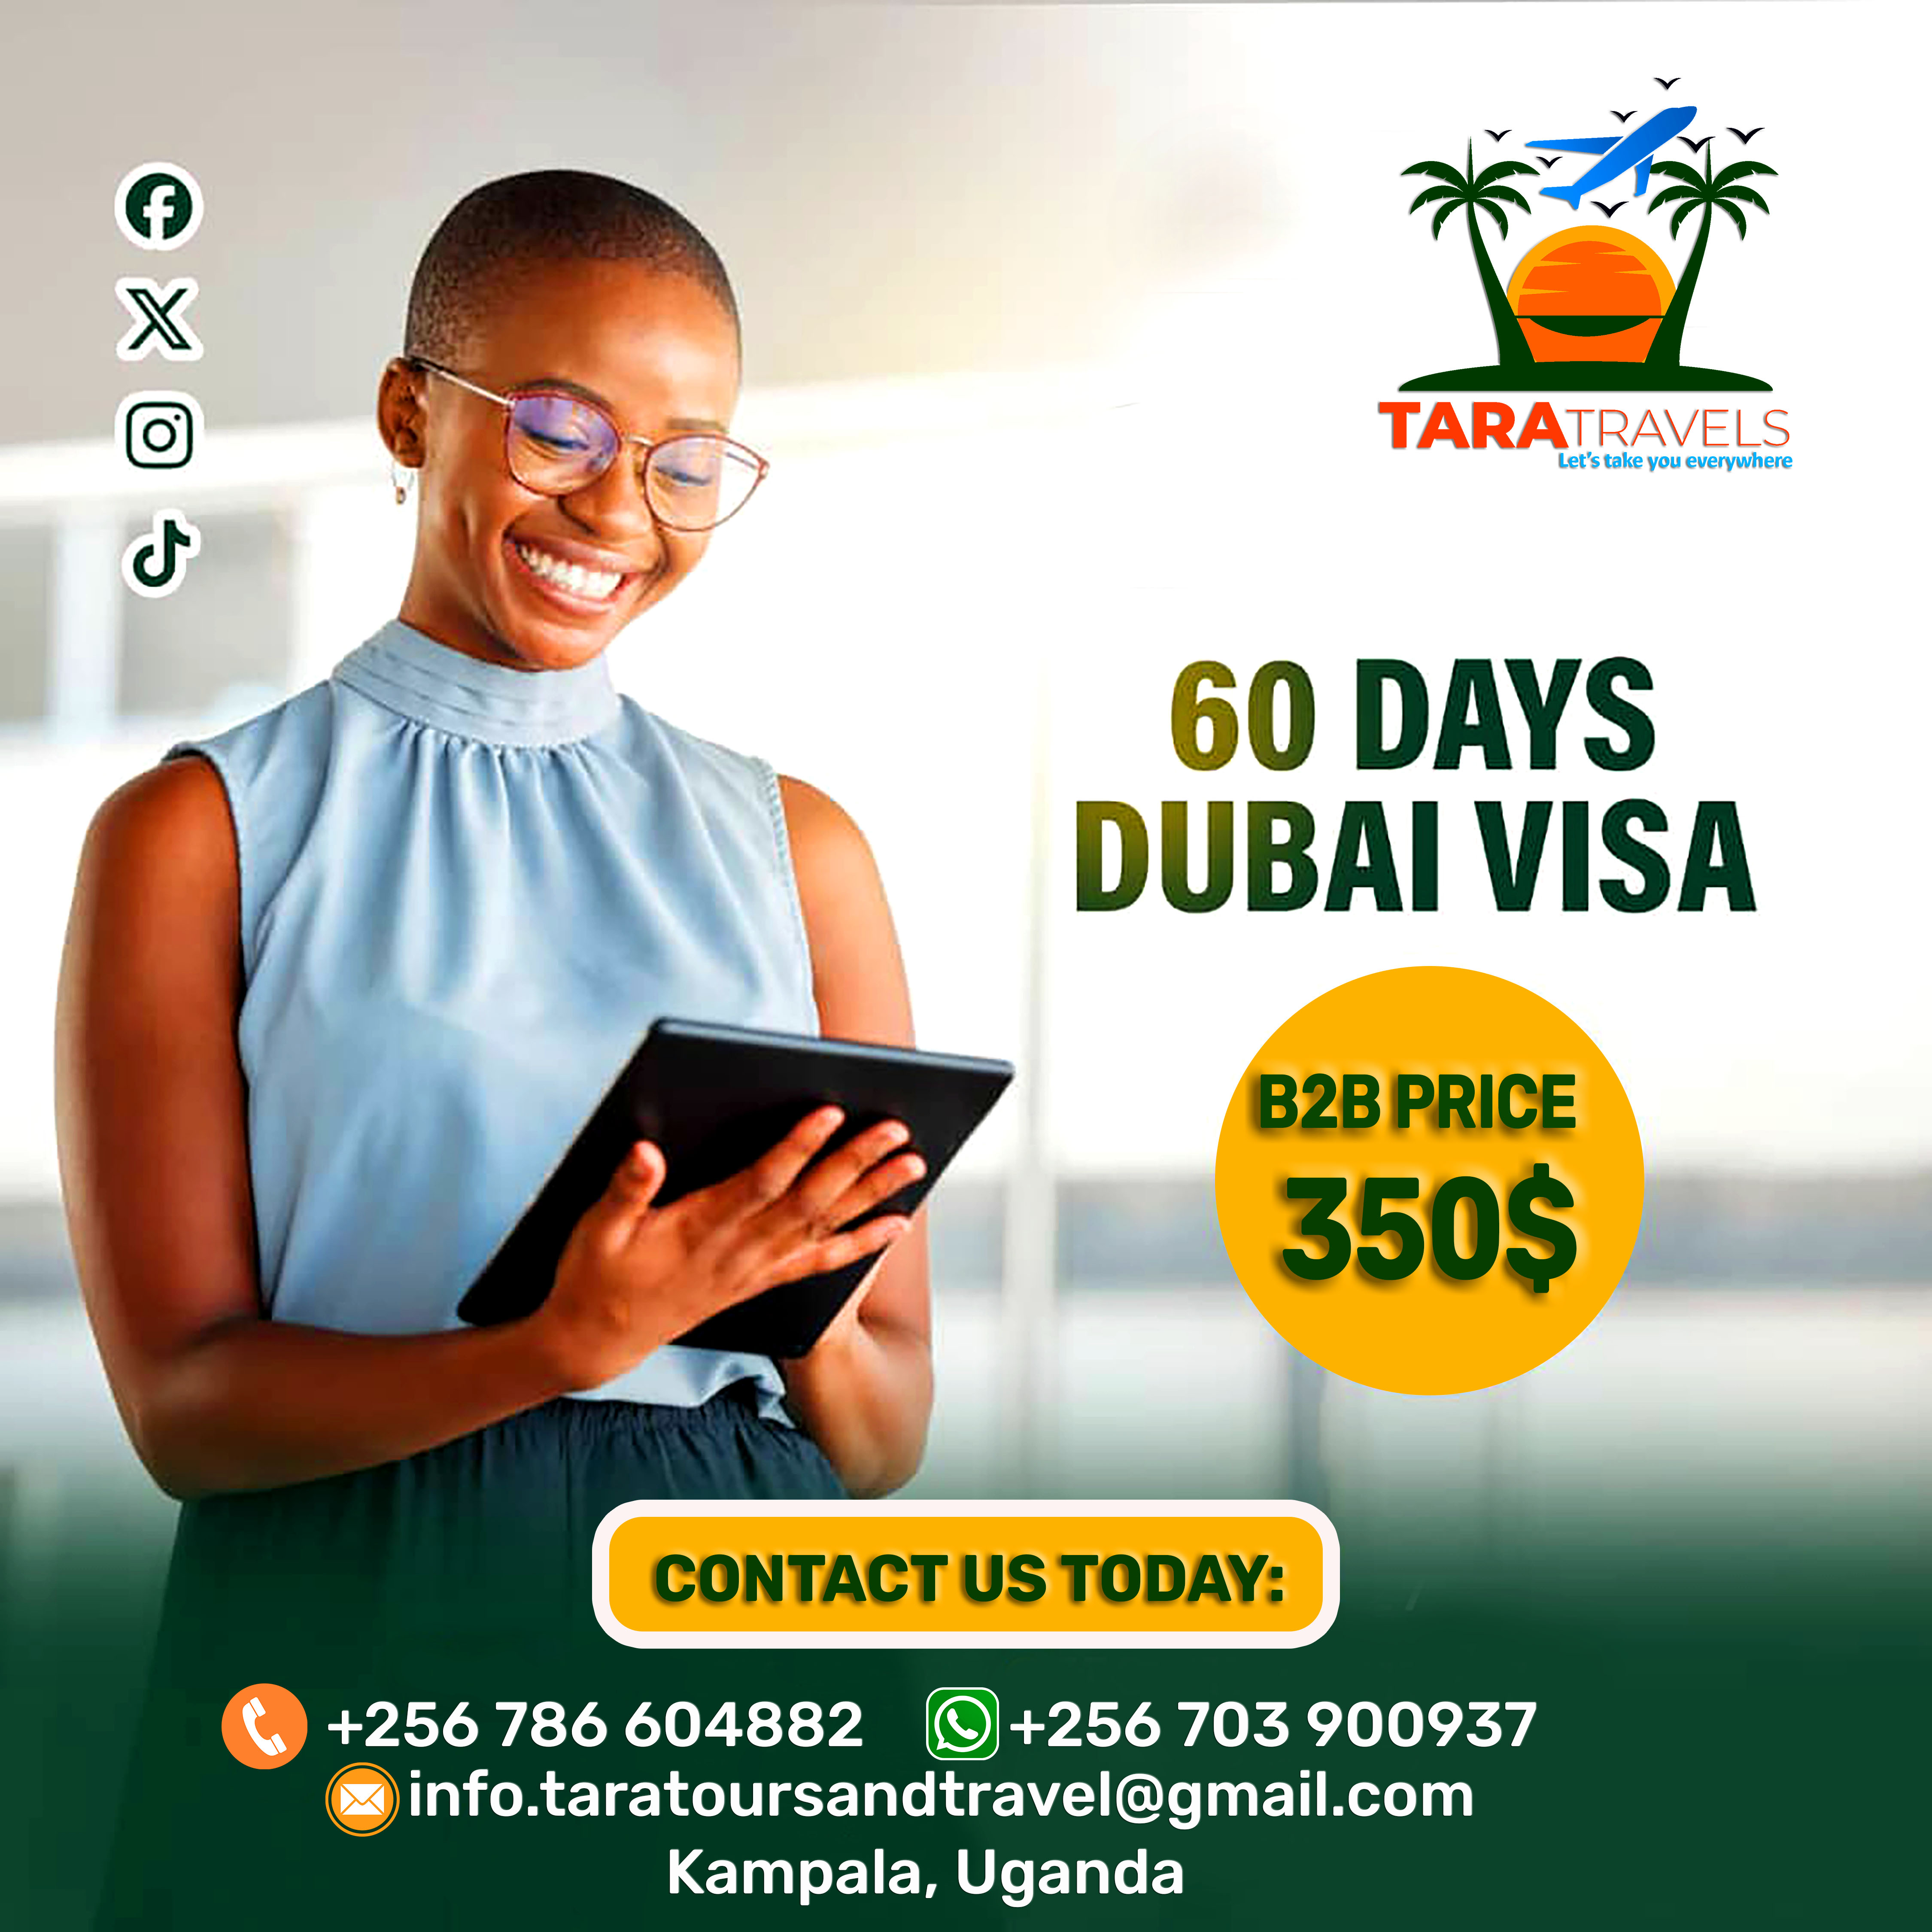 TARATRAVELS
Let's take you everywhere
60 DAYS
DUBAI VISA
B2B PRICE
350$
CONTACT US TODAY:
+256 786 604882
+256 703 900937
info.taratoursandtravel@gmail.com
Kampala, Uganda